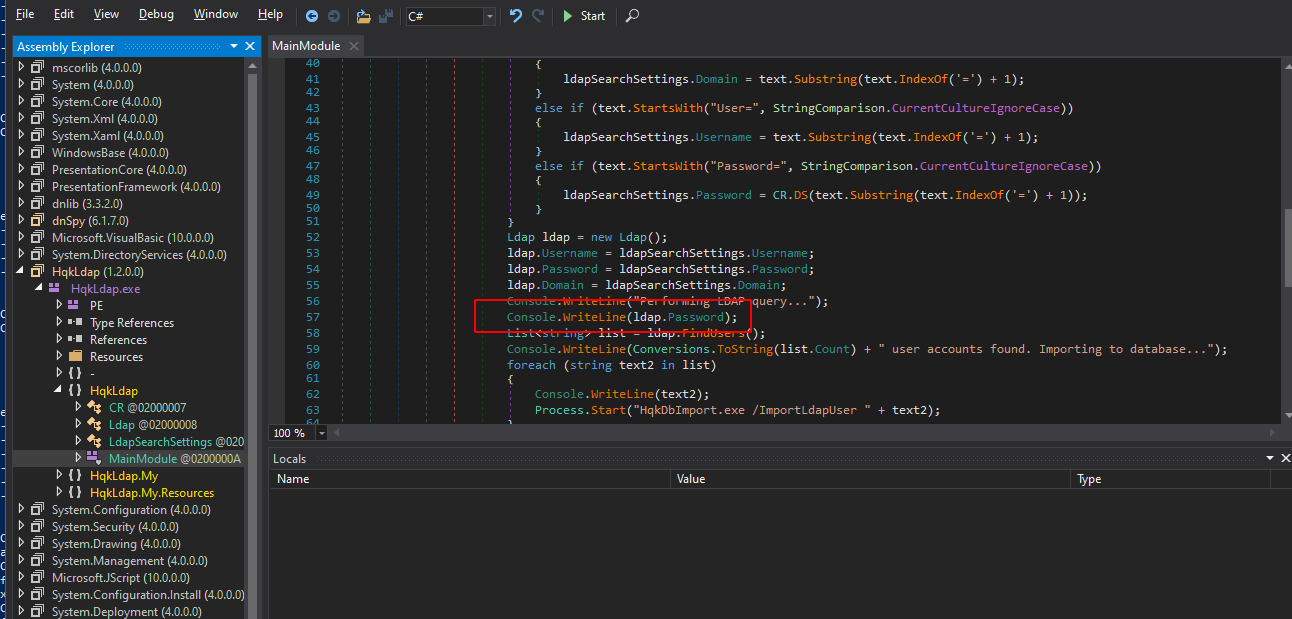 File Edit View Debug Window Help C# Start
Assembly Explorer
mscorlib (4.0.0.0)
System (4.0.0.0)
System.Core (4.0.0.0)
System.Xml (4.0.0.0)
System.Xaml (4.0.0.0)
WindowsBase (4.0.0.0)
PresentationCore (4.0.0.0)
PresentationFramework (4.0.0.0)
dnlib (3.3.2.0)
dnSpy (6.1.7.0)
Microsoft.VisualBasic (10.0.0.0)
System.DirectoryServices (4.0.0.0)
HqkLdap (1.2.0.0)
HqkLdap.exe
PE
Type References
References
Resources
{ } -
{ } HqkLdap
CR @02000007
Ldap @02000008
LdapSearchSettings @020
MainModule @0200000A
{ } HqkLdap.My
{ } HqkLdap.My.Resources
System.Configuration (4.0.0.0)
System.Security (4.0.0.0)
System.Drawing (4.0.0.0)
System.Management (4.0.0.0)
Microsoft.JScript (10.0.0.0)
System.Configuration.Install (4.0.0.0)
System.Deployment (4.0.0.0)
MainModule
40 {
41 ldapSearchSettings.Domain = text.Substring(text.IndexOf('=') + 1);
42 }
43 else if (text.StartsWith("User=", StringComparison.CurrentCultureIgnoreCase))
44 {
45 ldapSearchSettings.Username = text.Substring(text.IndexOf('=') + 1);
46 }
47 else if (text.StartsWith("Password=", StringComparison.CurrentCultureIgnoreCase))
48 {
49 ldapSearchSettings.Password = CR.DS(text.Substring(text.IndexOf('=') + 1));
50 }
51 }
52 Ldap ldap = new Ldap();
53 ldap.Username = ldapSearchSettings.Username;
54 ldap.Password = ldapSearchSettings.Password;
55 ldap.Domain = ldapSearchSettings.Domain;
56 Console.WriteLine("Performing LDAP query...");
57 Console.WriteLine(ldap.Password);
58 List<string> list = ldap.FindUsers();
59 Console.WriteLine(Conversions.ToString(list.Count) + " user accounts found. Importing to database...");
60 foreach (string text2 in list)
61 {
62 Console.WriteLine(text2);
63 Process.Start("HqkDbImport.exe /ImportLdapUser " + text2);
64 }
100 %
Locals
Name Value Type